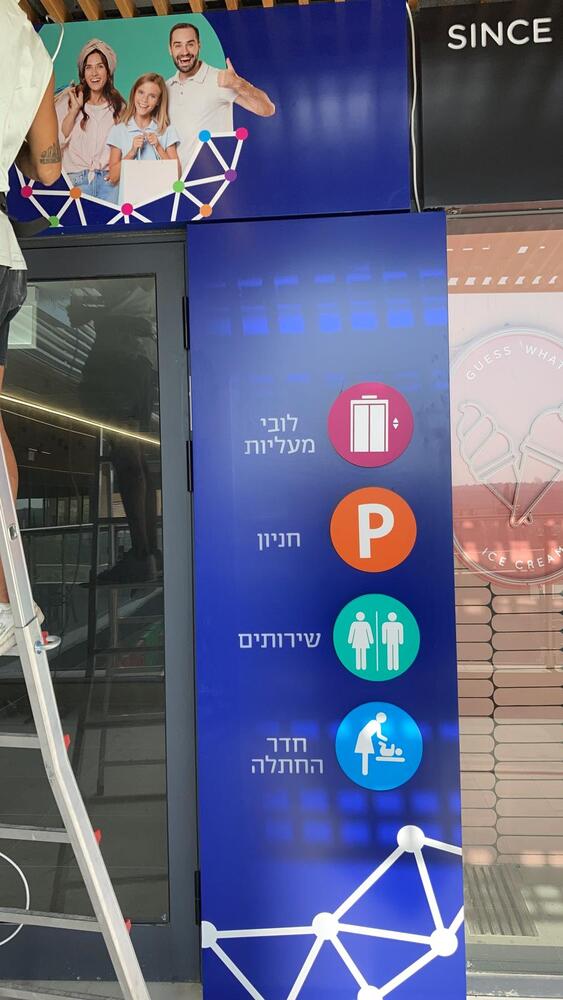 SINCE
לובי
מעליות
P
חניון
שירותים
חדר
החתלה
GUESS WHAT
ICE CREAM